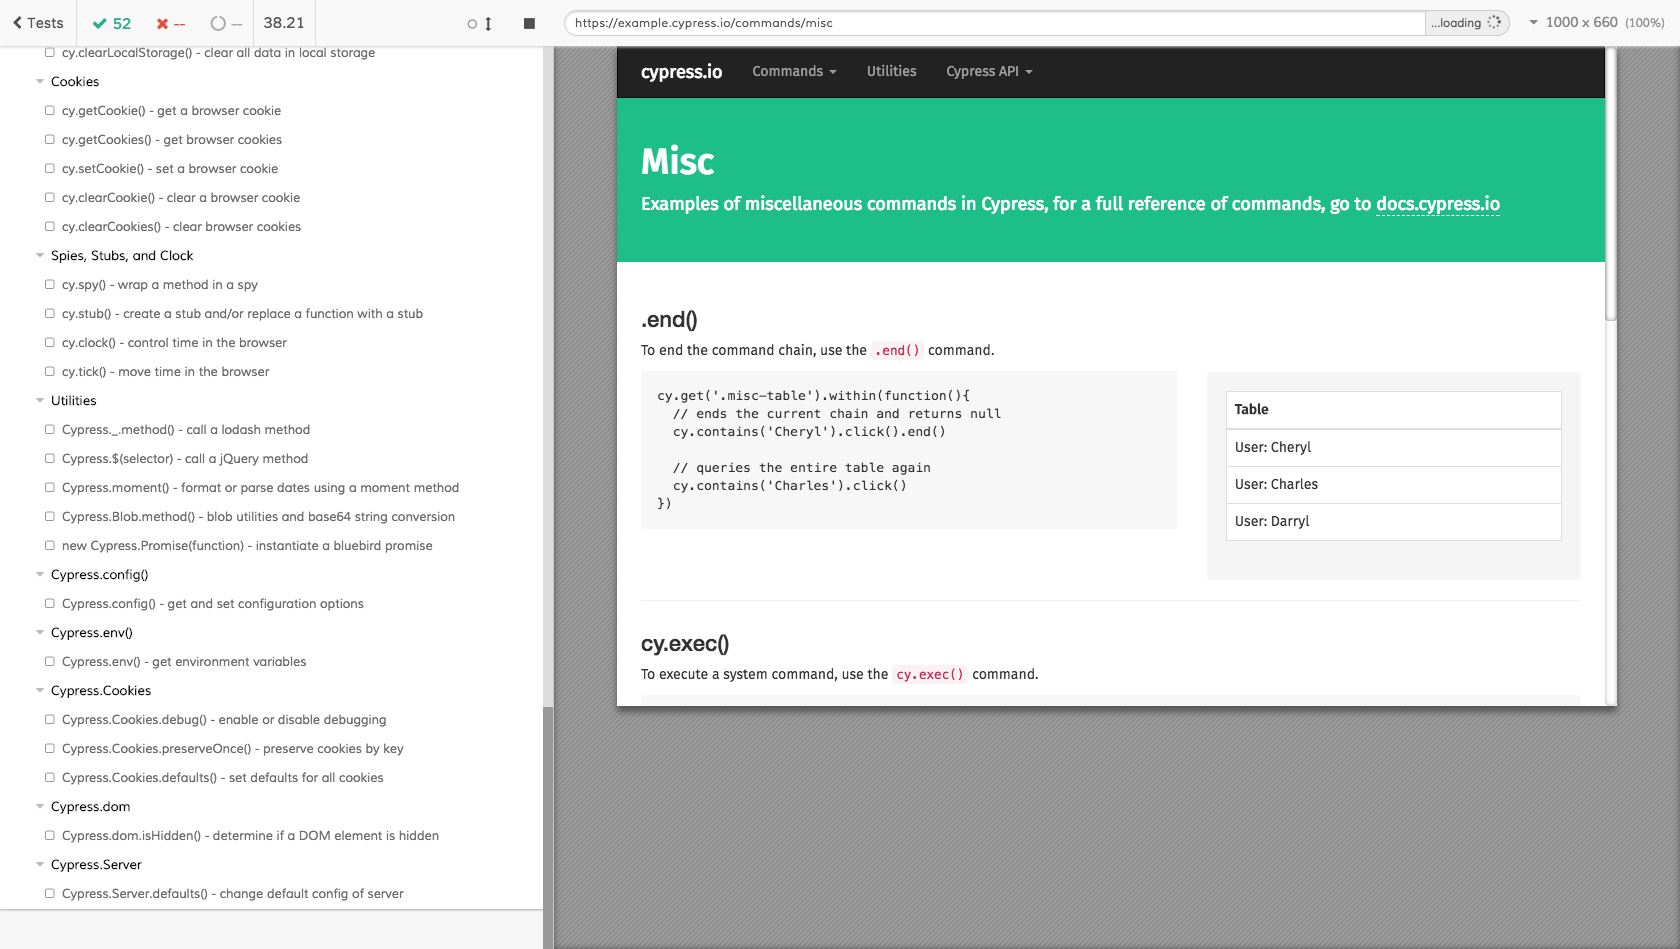 Tests
52
--
--
38.21
https://example.cypress.io/commands/misc
...loading
1000 x 660 (100%)
cy.clearLocalStorage() - clear all data in local storage
Cookies
cy.getCookie() - get a browser cookie
cy.getCookies() - get browser cookies
cy.setCookie() - set a browser cookie
cy.clearCookie() - clear a browser cookie
cy.clearCookies() - clear browser cookies
Spies, Stubs, and Clock
cy.spy() - wrap a method in a spy
cy.stub() - create a stub and/or replace a function with a stub
cy.clock() - control time in the browser
cy.tick() - move time in the browser
Utilities
Cypress._.method() - call a lodash method
Cypress.$(selector) - call a jQuery method
Cypress.moment() - format or parse dates using a moment method
Cypress.Blob.method() - blob utilities and base64 string conversion
new Cypress.Promise(function) - instantiate a bluebird promise
Cypress.config()
Cypress.config() - get and set configuration options
Cypress.env()
Cypress.env() - get environment variables
Cypress.Cookies
Cypress.Cookies.debug() - enable or disable debugging
Cypress.Cookies.preserveOnce() - preserve cookies by key
Cypress.Cookies.defaults() - set defaults for all cookies
Cypress.dom
Cypress.dom.isHidden() - determine if a DOM element is hidden
Cypress.Server
Cypress.Server.defaults() - change default config of server
cypress.io
Commands
Utilities
Cypress API
Misc
Examples of miscellaneous commands in Cypress, for a full reference of commands, go to docs.cypress.io
.end()
To end the command chain, use the .end() command.
cy.get('.misc-table').within(function(){
  // ends the current chain and returns null
  cy.contains('Cheryl').click().end()

  // queries the entire table again
  cy.contains('Charles').click()
})
Table
User: Cheryl
User: Charles
User: Darryl
cy.exec()
To execute a system command, use the cy.exec() command.